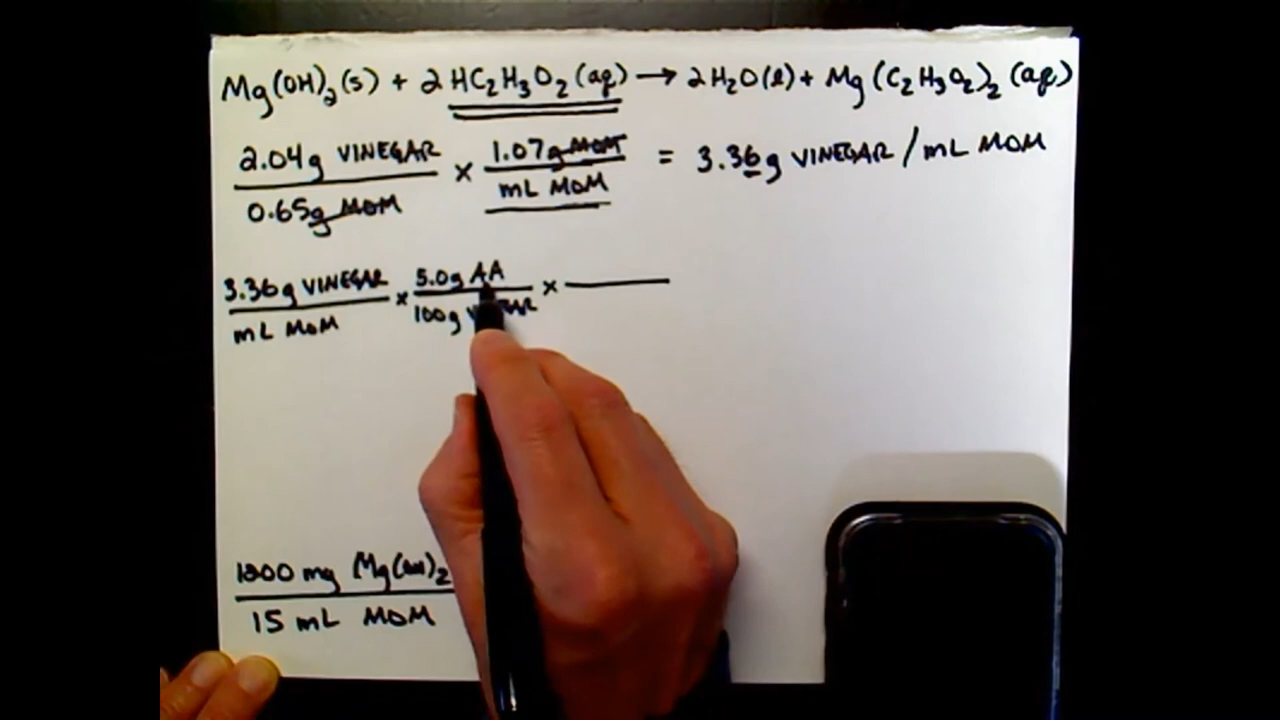 Mg(OH)₂(s) + 2HC₂H₃O₂(aq) → 2H₂O(l) + Mg(C₂H₃O₂)₂(aq)
2.04g VINEGAR / 0.65g MOM × 1.07g MOM / mL MOM = 3.36g VINEGAR / mL MOM
3.36g VINEGAR / mL MOM × 5.0g AA / 100g × ———
1200 mg Mg(OH)₂ / 15 mL MOM